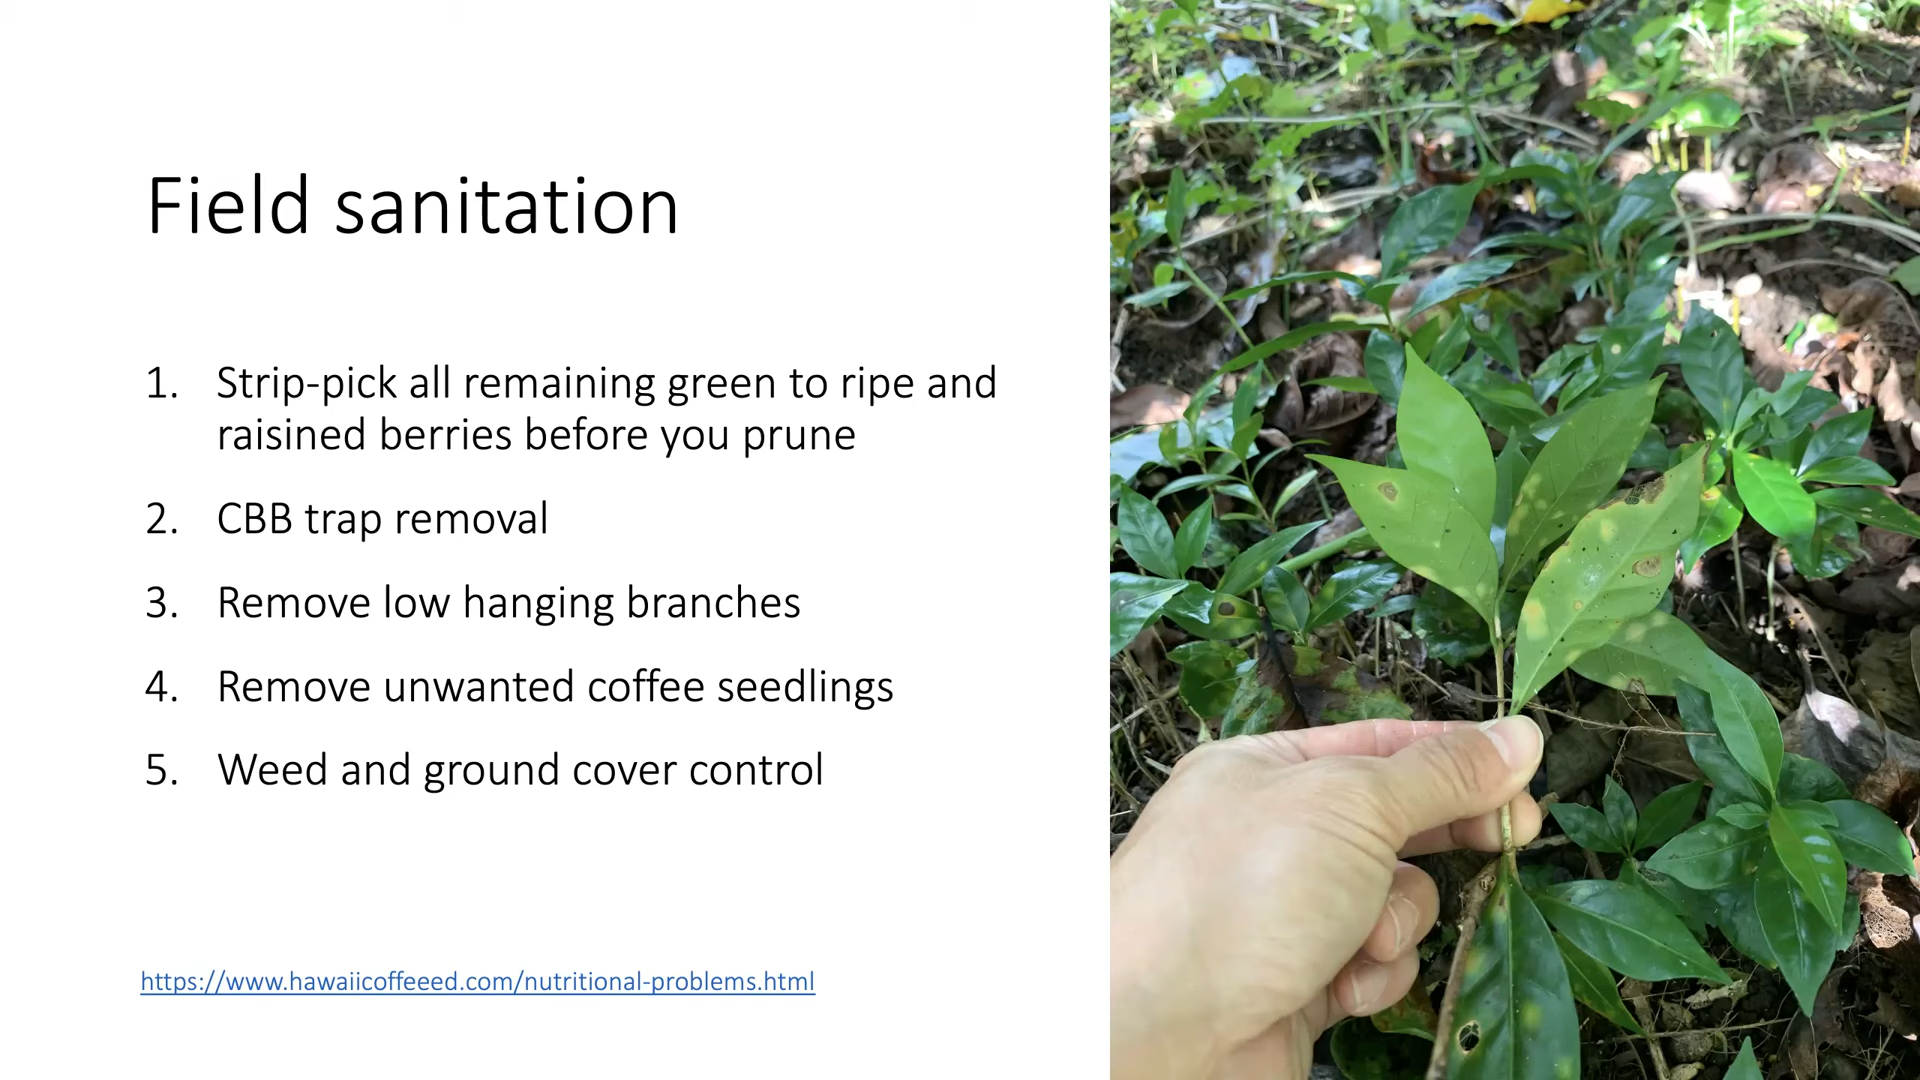 Field sanitation
1. Strip-pick all remaining green to ripe and
raisined berries before you prune
2. CBB trap removal
3. Remove low hanging branches
4. Remove unwanted coffee seedlings
5. Weed and ground cover control
https://www.hawaiicoffeeed.com/nutritional-problems.html